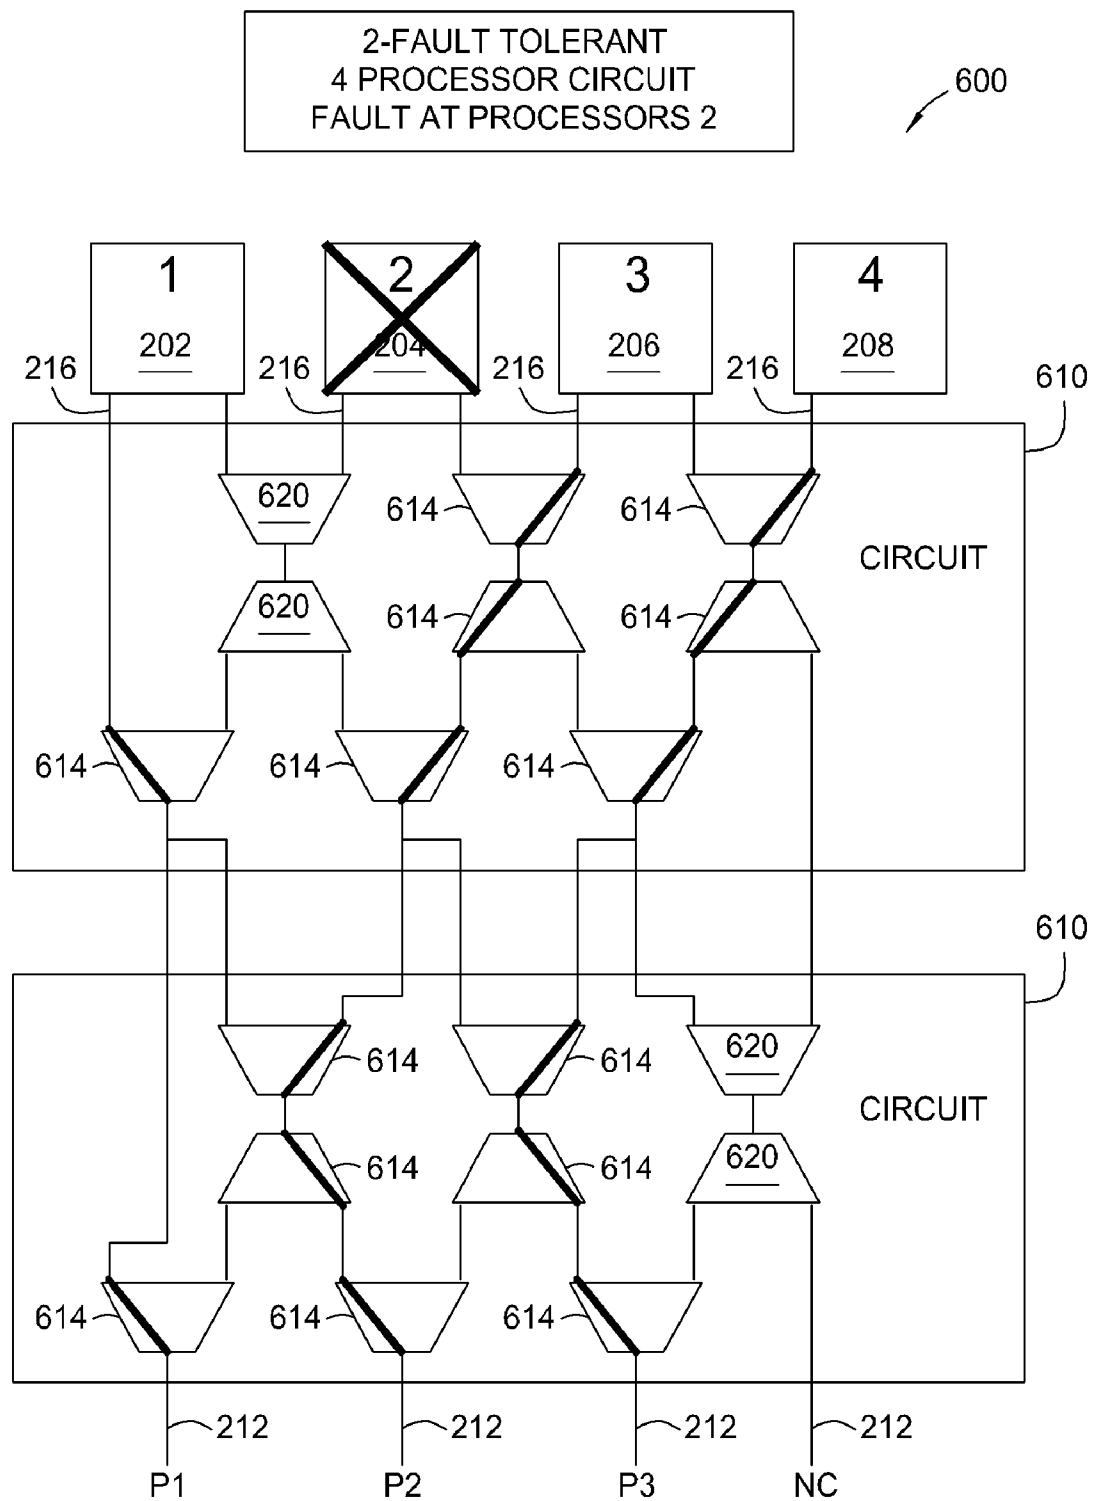 2-FAULT TOLERANT
4 PROCESSOR CIRCUIT
FAULT AT PROCESSORS 2
600
1 2 3 4
202 204 206 208
216 216 216 216
610
620 614 614
CIRCUIT
620 614 614
614 614 614
610
614 614 620
CIRCUIT
614 614 620
614 614 614
212 212 212 212
P1 P2 P3 NC